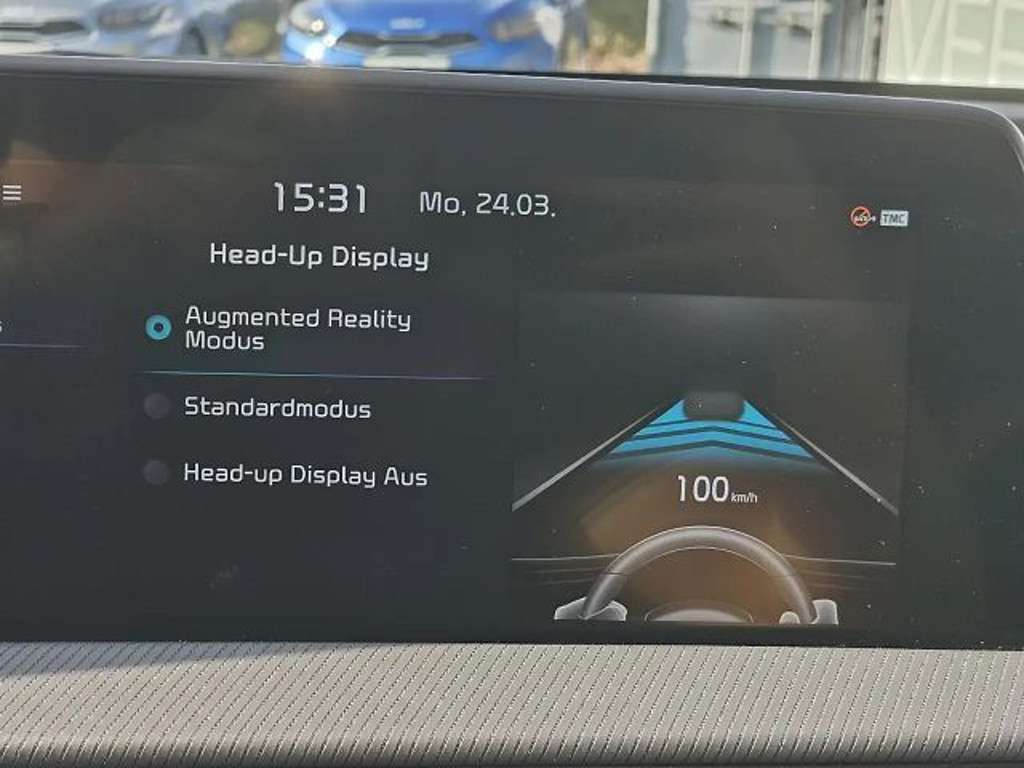 15:31 Mo, 24.03.
TMC
Head-Up Display
Augmented Reality
Modus
Standardmodus
Head-up Display Aus
100 km/h